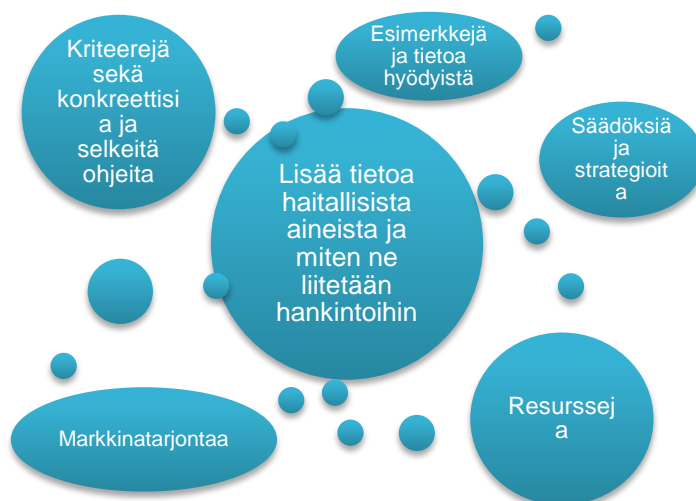 Kriteerejä
sekä
konkreettisi
a ja
selkeitä
ohjeita
Esimerkkejä
ja tietoa
hyödyistä
Säädöksiä
ja
strategioit
a
Lisää tietoa
haitallisista
aineista ja
miten ne
liitetään
hankintoihin
Markkinatarjontaa
Resurssej
a